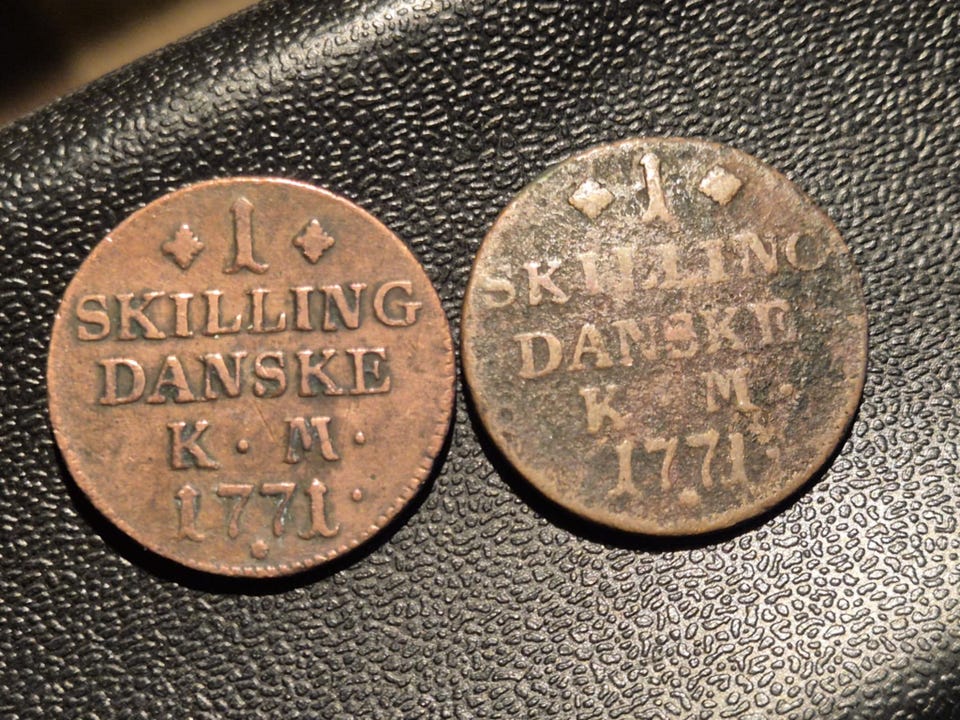 1
SKILLING
DANSKE
K · M ·
1771 ·
1
SKILLING
DANSKE
K M ·
1771 ·